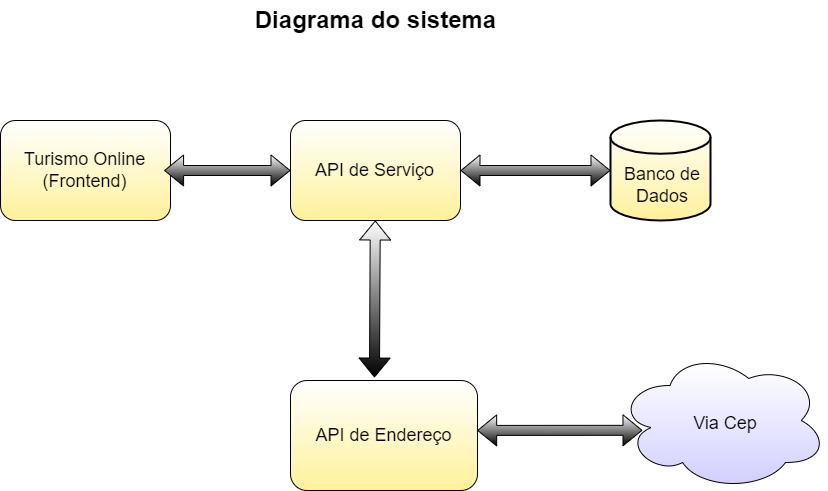 Diagrama do sistema
Turismo Online
(Frontend)
API de Serviço
Banco de
Dados
API de Endereço
Via Cep